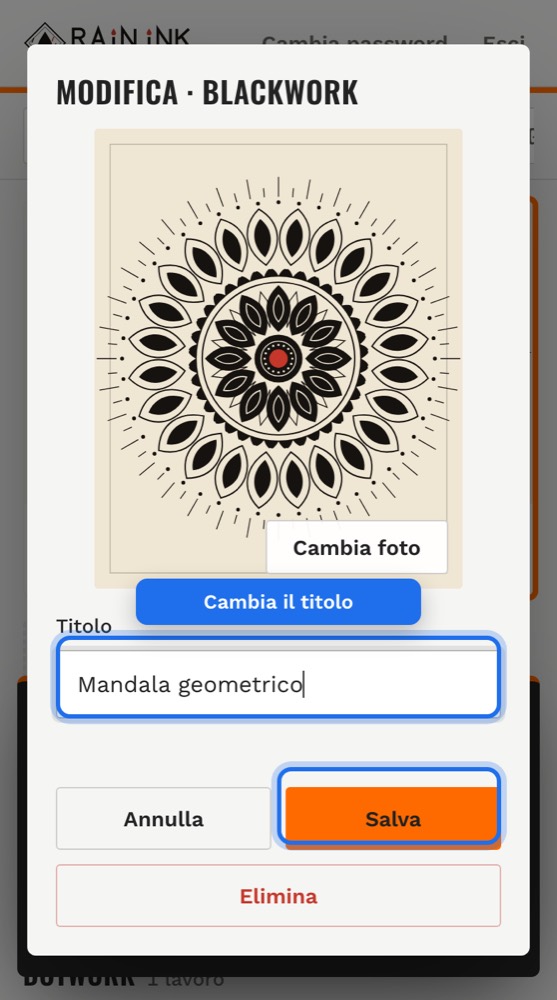 RAIN INK
Cambia password Esci
MODIFICA · BLACKWORK
Cambia foto
Cambia il titolo
Titolo
Mandala geometrico
Annulla
Salva
Elimina
DOTWORK 1 lavoro